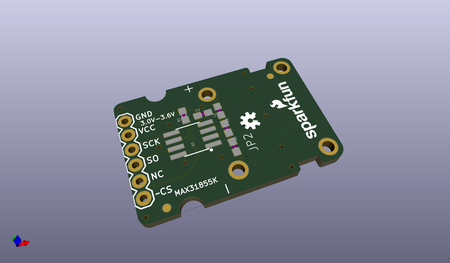 +
GND
3.0V-3.6V
VCC
SCK
SO
NC
~CS
MAX31855K
JP2
sparkfun
-